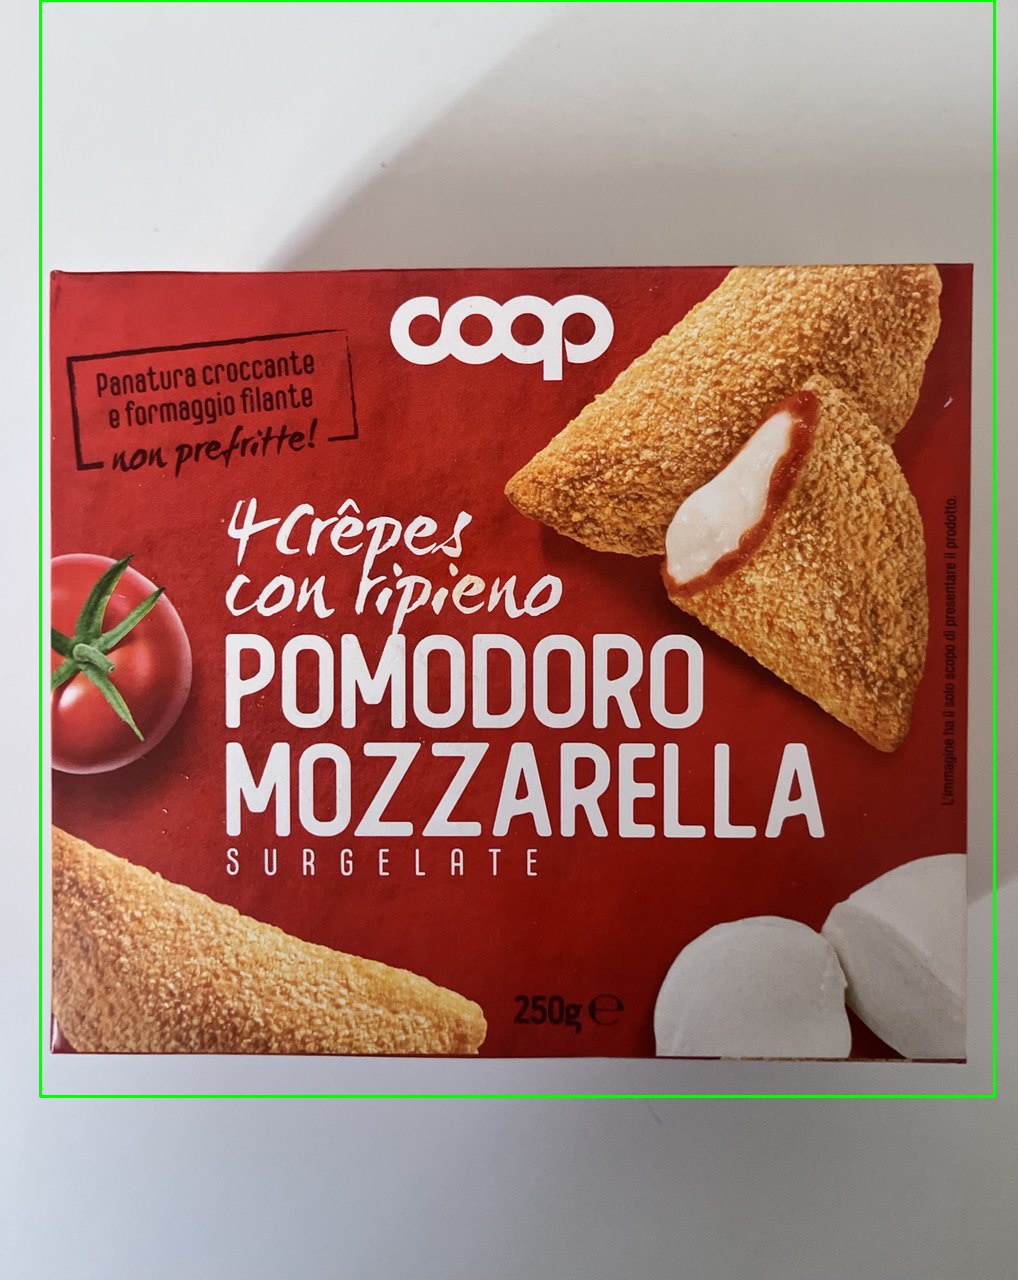 coop
Panatura croccante
e formaggio filante
non prefritte!
4 crêpes
con ripieno
POMODORO
MOZZARELLA
SURGELATE
250g ℮
L'immagine ha il solo scopo di presentare il prodotto.